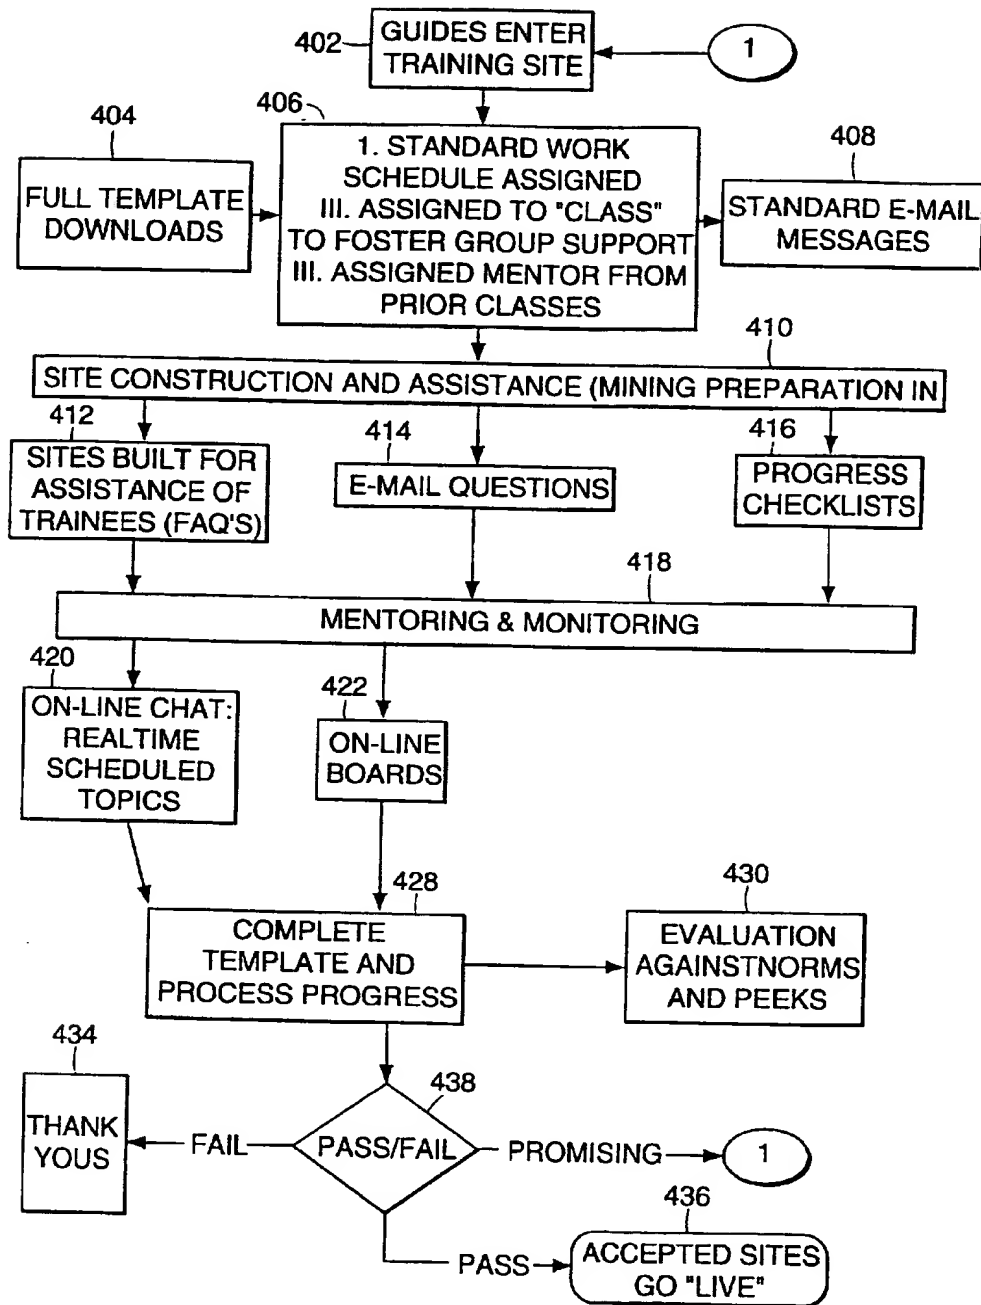 402
GUIDES ENTER
TRAINING SITE
1
404
FULL TEMPLATE
DOWNLOADS
406
1. STANDARD WORK
SCHEDULE ASSIGNED
III. ASSIGNED TO "CLASS"
TO FOSTER GROUP SUPPORT
III. ASSIGNED MENTOR FROM
PRIOR CLASSES
408
STANDARD E-MAIL
MESSAGES
410
SITE CONSTRUCTION AND ASSISTANCE (MINING PREPARATION IN
412
SITES BUILT FOR
ASSISTANCE OF
TRAINEES (FAQ'S)
414
E-MAIL QUESTIONS
416
PROGRESS
CHECKLISTS
418
MENTORING & MONITORING
420
ON-LINE CHAT:
REALTIME
SCHEDULED
TOPICS
422
ON-LINE
BOARDS
428
COMPLETE
TEMPLATE AND
PROCESS PROGRESS
430
EVALUATION
AGAINSTNORMS
AND PEEKS
434
THANK
YOUS
FAIL
438
PASS/FAIL
PROMISING
1
PASS
436
ACCEPTED SITES
GO "LIVE"